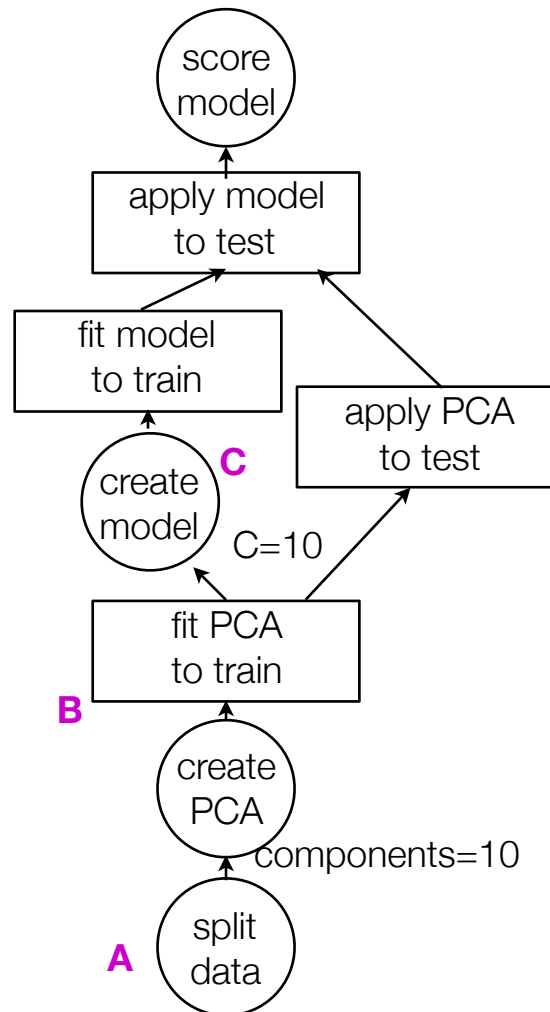 score
model
apply model
to test
fit model
to train
apply PCA
to test
C
create
model
C=10
fit PCA
to train
B
create
PCA
components=10
A
split
data